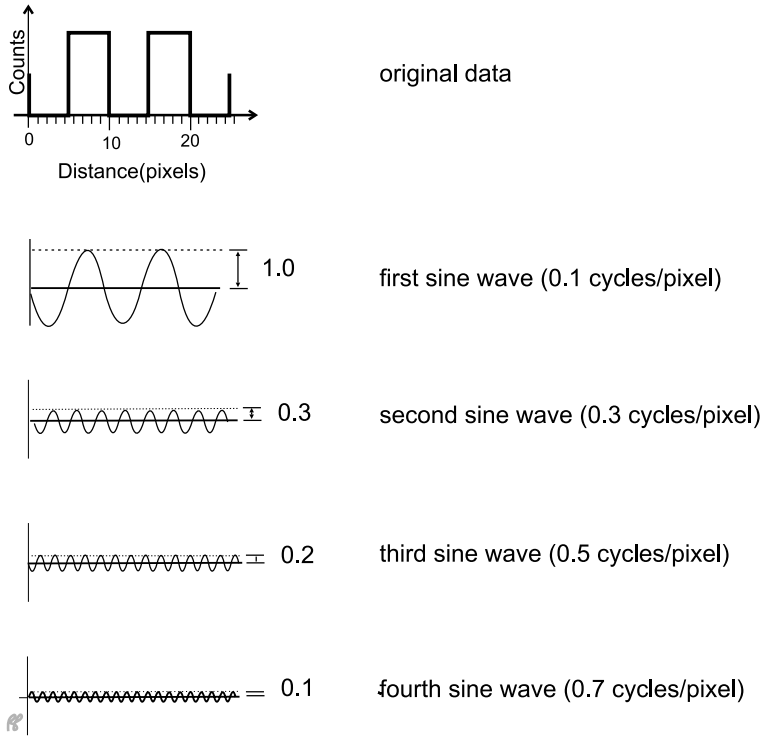 Counts
original data
0 10 20
Distance(pixels)
1.0 first sine wave (0.1 cycles/pixel)
0.3 second sine wave (0.3 cycles/pixel)
0.2 third sine wave (0.5 cycles/pixel)
0.1 fourth sine wave (0.7 cycles/pixel)